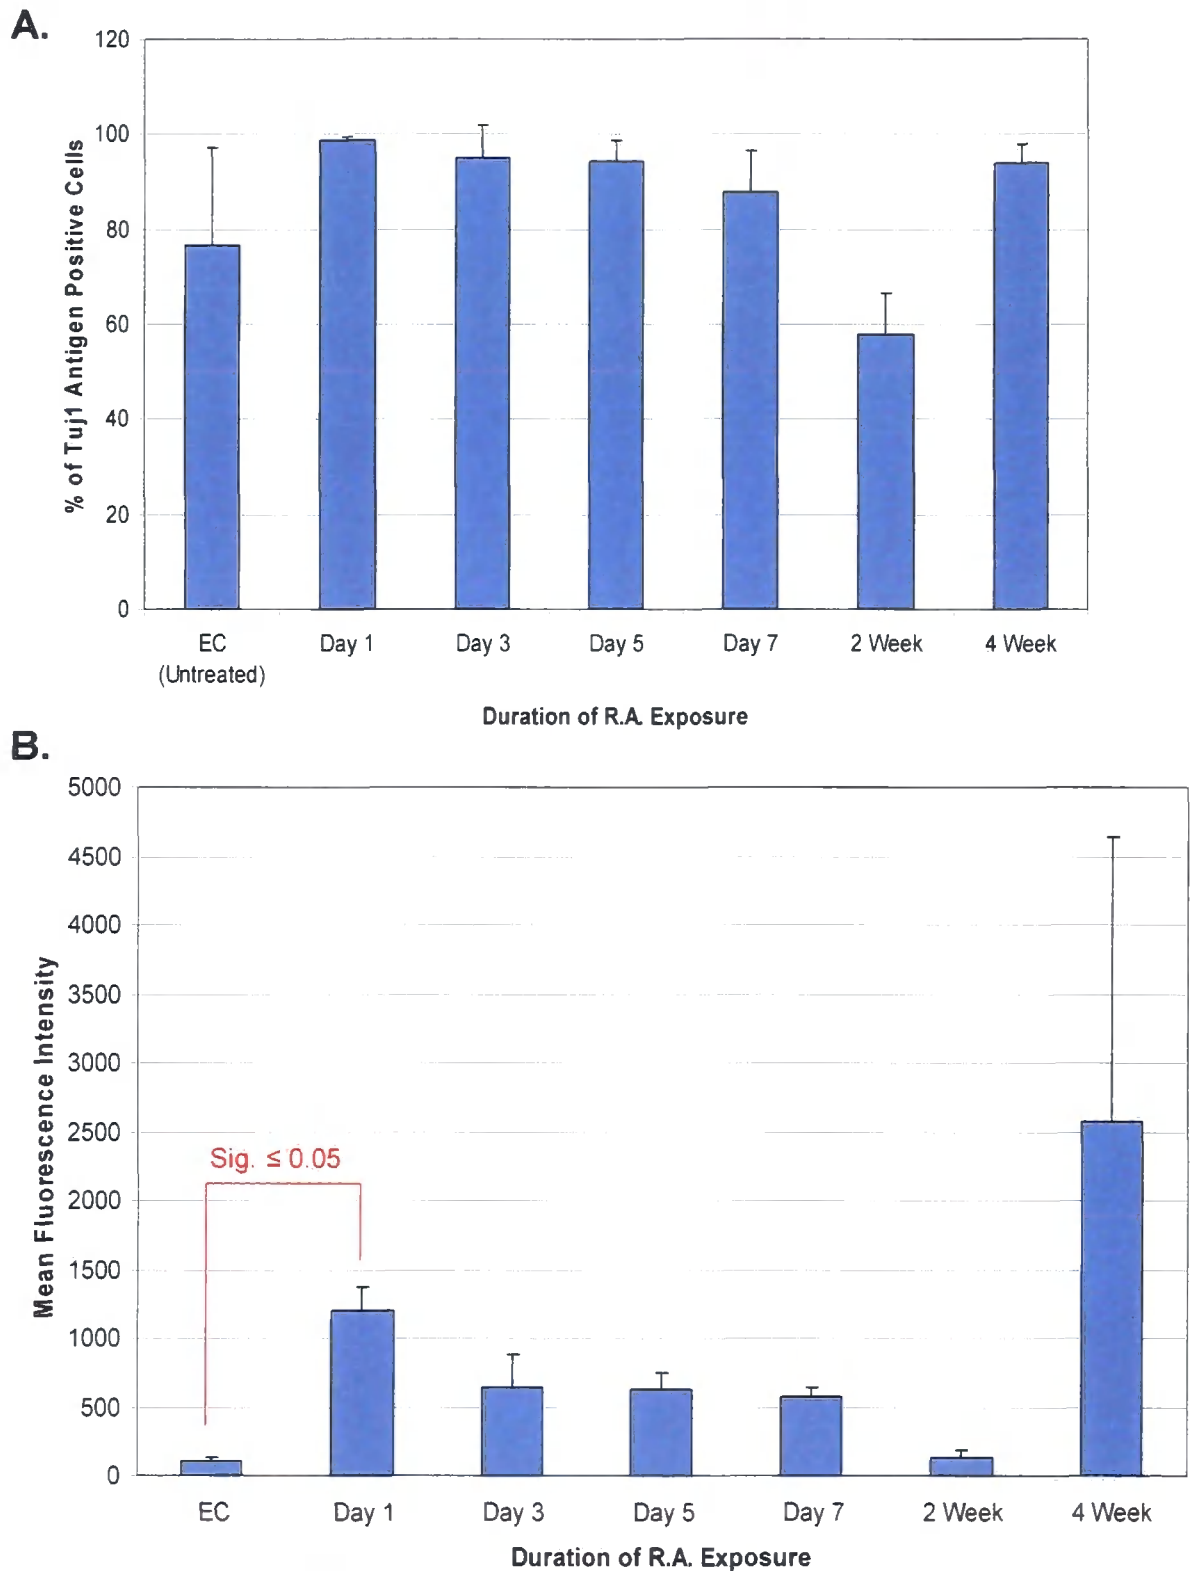 A.
120
100
80
60
40
20
0
% of Tuj1 Antigen Positive Cells
EC
(Untreated)
Day 1
Day 3
Day 5
Day 7
2 Week
4 Week
Duration of R.A. Exposure
B.
5000
4500
4000
3500
3000
2500
2000
1500
1000
500
0
Mean Fluorescence Intensity
Sig. ≤ 0.05
EC
Day 1
Day 3
Day 5
Day 7
2 Week
4 Week
Duration of R.A. Exposure